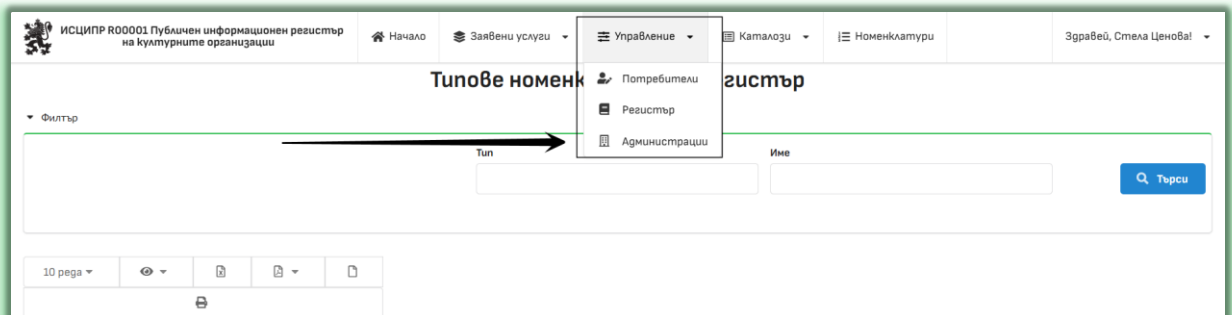 ИСЦИПР R00001 Публичен информационен регистър
на културните организации
Начало
Заявени услуги
Управление
Каталози
Номенклатури
Здравей, Стела Ценова!
Потребители
Регистър
Администрации
Типове номенк
гистър
Филтър
Тип
Име
Търси
10 реда